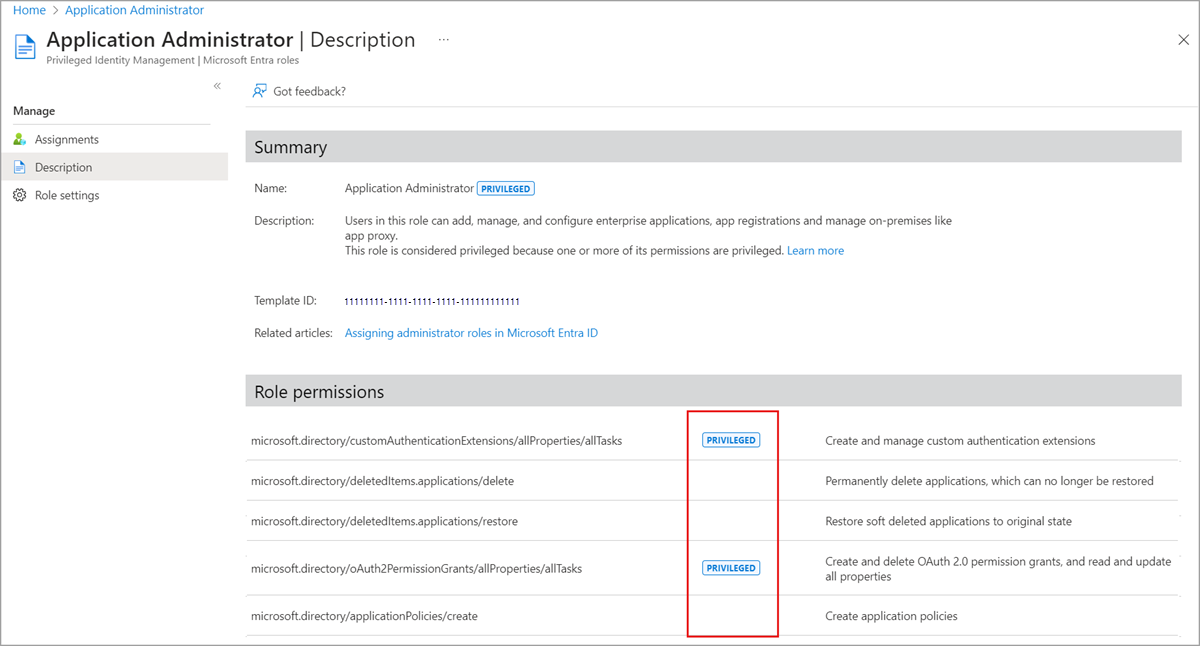 Home > Application Administrator
Application Administrator | Description ...
Privileged Identity Management | Microsoft Entra roles
«
Got feedback?
Manage
Assignments
Description
Role settings
Summary
Name: Application Administrator PRIVILEGED
Description: Users in this role can add, manage, and configure enterprise applications, app registrations and manage on-premises like
app proxy.
This role is considered privileged because one or more of its permissions are privileged. Learn more
Template ID: 11111111-1111-1111-1111-111111111111
Related articles: Assigning administrator roles in Microsoft Entra ID
Role permissions
microsoft.directory/customAuthenticationExtensions/allProperties/allTasks PRIVILEGED Create and manage custom authentication extensions
microsoft.directory/deletedItems.applications/delete Permanently delete applications, which can no longer be restored
microsoft.directory/deletedItems.applications/restore Restore soft deleted applications to original state
microsoft.directory/oAuth2PermissionGrants/allProperties/allTasks PRIVILEGED Create and delete OAuth 2.0 permission grants, and read and update
all properties
microsoft.directory/applicationPolicies/create Create application policies